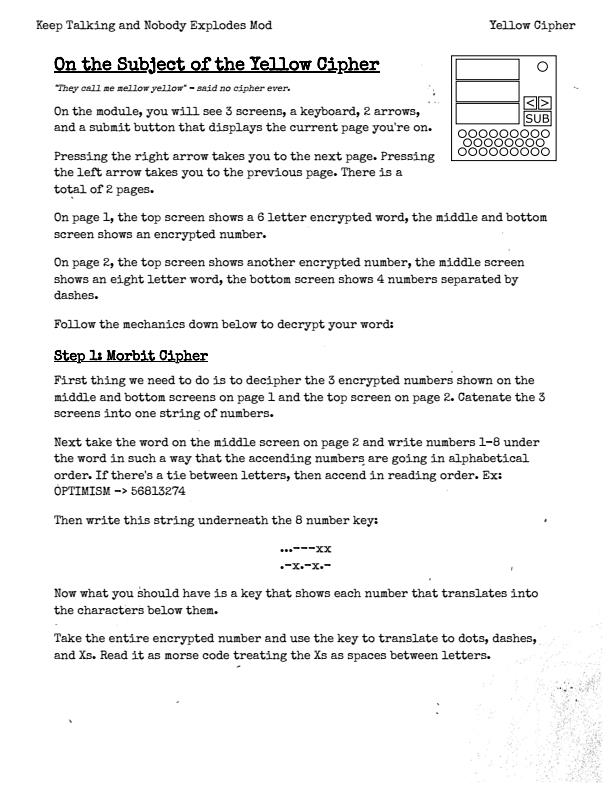 Keep Talking and Nobody Explodes Mod Yellow Cipher
On the Subject of the Yellow Cipher
"They call me mellow yellow" - said no cipher ever.
< >
SUB
On the module, you will see 3 screens, a keyboard, 2 arrows,
and a submit button that displays the current page you're on.
Pressing the right arrow takes you to the next page. Pressing
the left arrow takes you to the previous page. There is a
total of 2 pages.
On page 1, the top screen shows a 6 letter encrypted word, the middle and bottom
screen shows an encrypted number.
On page 2, the top screen shows another encrypted number, the middle screen
shows an eight letter word, the bottom screen shows 4 numbers separated by
dashes.
Follow the mechanics down below to decrypt your word:
Step 1: Morbit Cipher
First thing we need to do is to decipher the 3 encrypted numbers shown on the
middle and bottom screens on page 1 and the top screen on page 2. Catenate the 3
screens into one string of numbers.
Next take the word on the middle screen on page 2 and write numbers 1-8 under
the word in such a way that the accending numbers are going in alphabetical
order. If there's a tie between letters, then accend in reading order. Ex:
OPTIMISM -> 56813274
Then write this string underneath the 8 number key:
...---xx
.-x.-x.-
Now what you should have is a key that shows each number that translates into
the characters below them.
Take the entire encrypted number and use the key to translate to dots, dashes,
and Xs. Read it as morse code treating the Xs as spaces between letters.